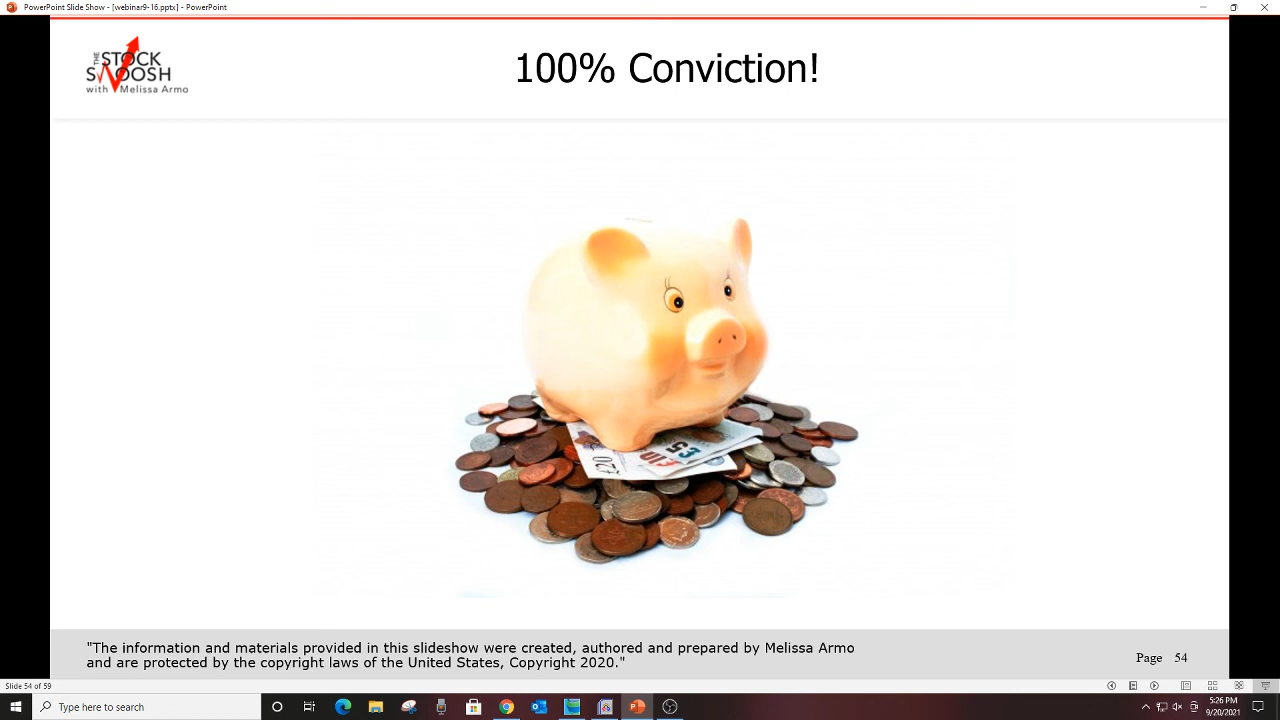 PowerPoint Slide Show - [webinar9-16.pptx] - PowerPoint
THE STOCK
SWOOSH
with Melissa Armo
100% Conviction!
£20
£10
£5
"The information and materials provided in this slideshow were created, authored and prepared by Melissa Armo
and are protected by the copyright laws of the United States, Copyright 2020."
Page 54
Slide 54 of 59
Type here to search
5:26 PM
9/20/2021